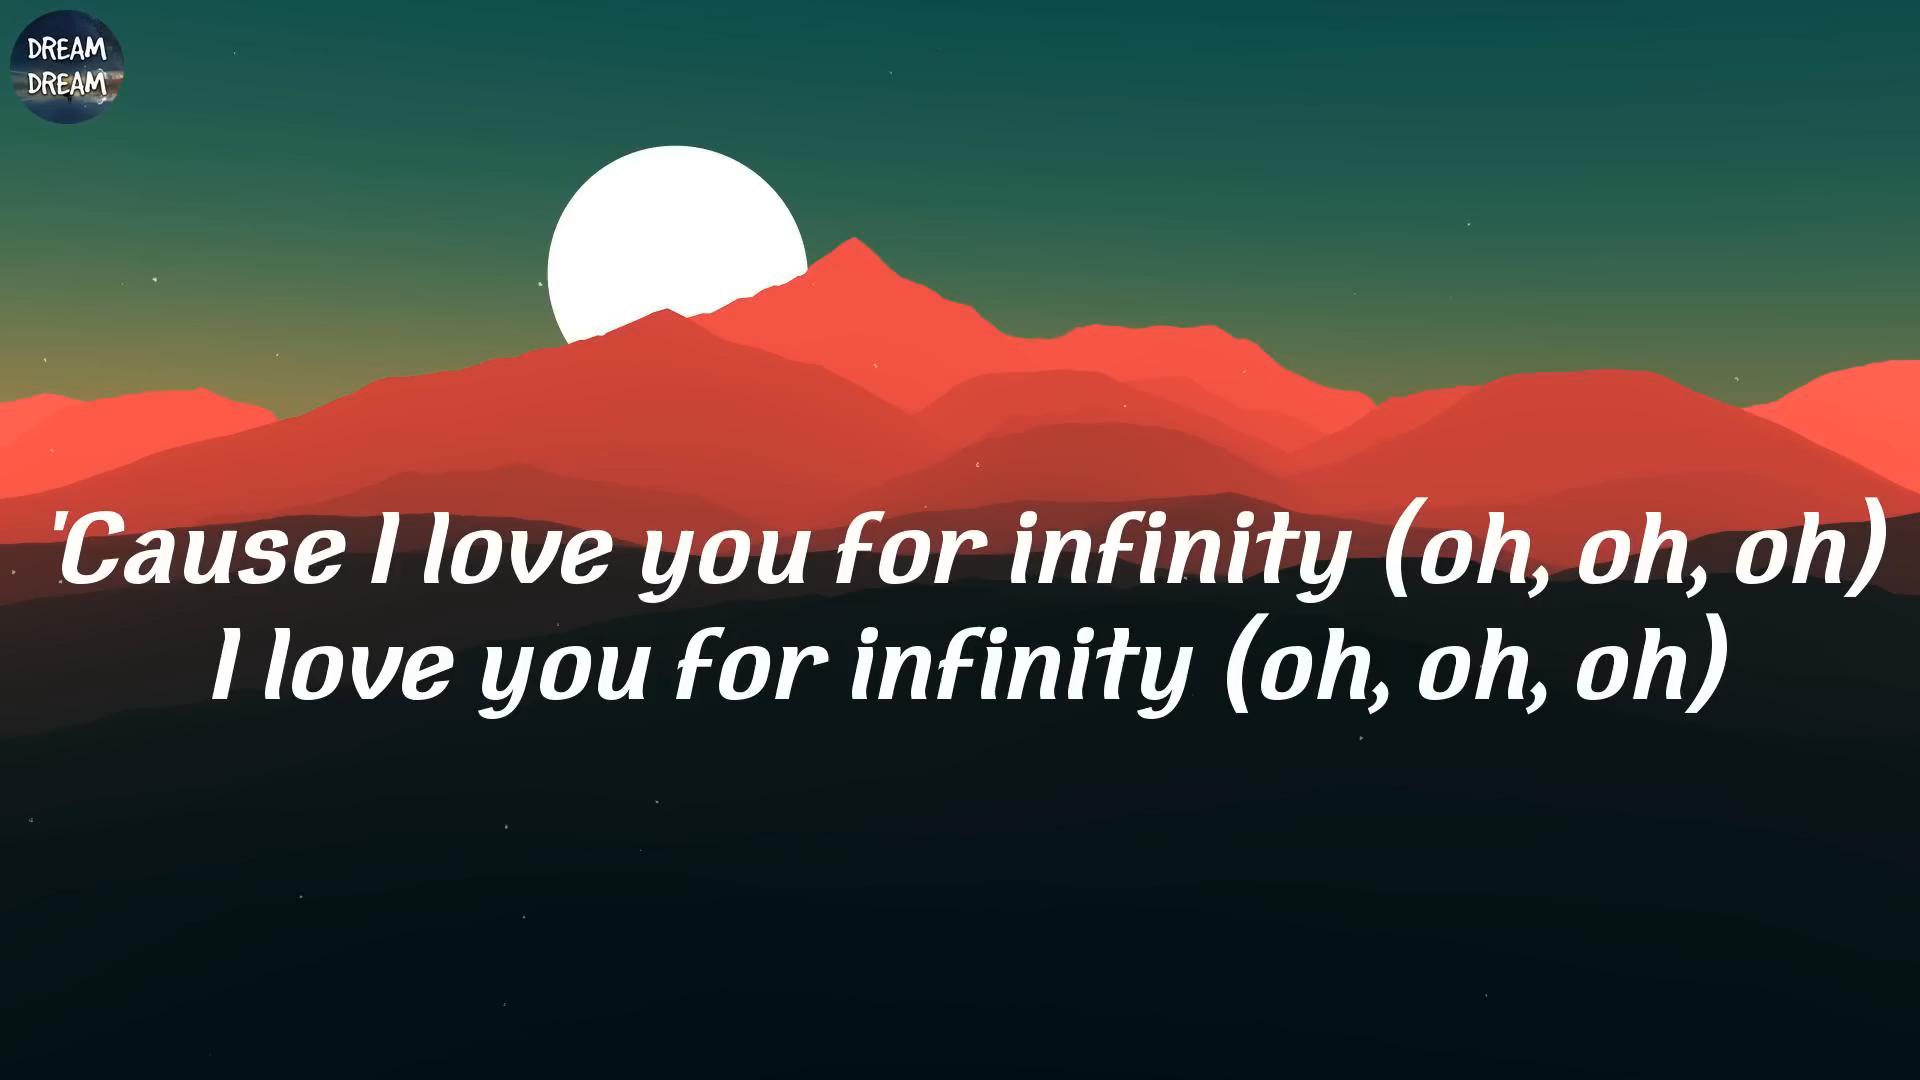 DREAM
DREAM
'Cause I love you for infinity (oh, oh, oh)
I love you for infinity (oh, oh, oh)